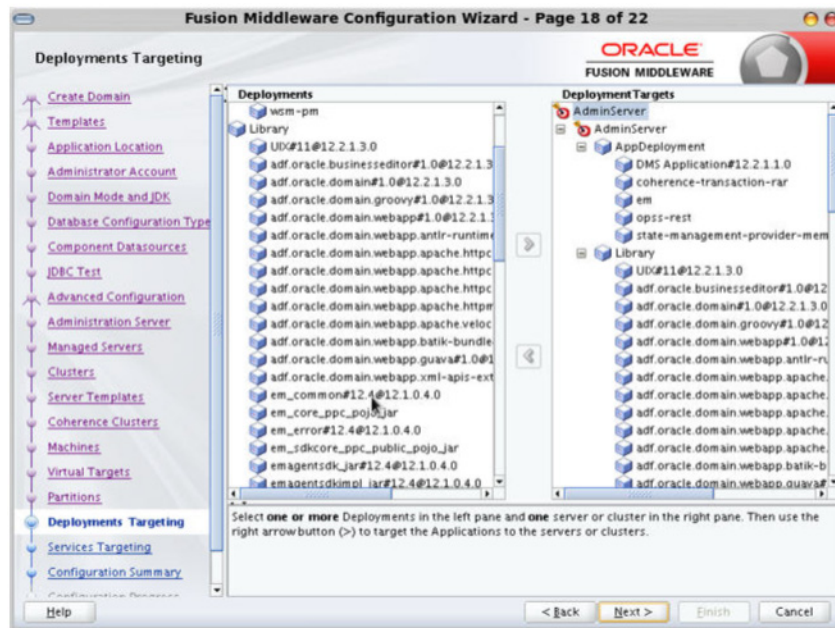 Fusion Middleware Configuration Wizard - Page 18 of 22
Deployments Targeting
ORACLE
FUSION MIDDLEWARE
Create Domain
Templates
Application Location
Administrator Account
Domain Mode and JDK
Database Configuration Type
Component Datasources
JDBC Test
Advanced Configuration
Administration Server
Managed Servers
Clusters
Server Templates
Coherence Clusters
Machines
Virtual Targets
Partitions
Deployments Targeting
Services Targeting
Configuration Summary
Configuration Progress
Deployments
wsm-pm
Library
UIX#11@12.2.1.3.0
adf.oracle.businesseditor#1.0@12.2.1.3
adf.oracle.domain#1.0@12.2.1.3.0
adf.oracle.domain.groovy#1.0@12.2.1.3
adf.oracle.domain.webapp#1.0@12.2.1.3
adf.oracle.domain.webapp.antlr-runtime
adf.oracle.domain.webapp.apache.httpc
adf.oracle.domain.webapp.apache.httpc
adf.oracle.domain.webapp.apache.httpc
adf.oracle.domain.webapp.apache.httpm
adf.oracle.domain.webapp.apache.veloc
adf.oracle.domain.webapp.batik-bundle
adf.oracle.domain.webapp.guava#1.0@1
adf.oracle.domain.webapp.xml-apis-ext
em_common#12.4@12.1.0.4.0
em_core_ppc_pojo_jar
em_error#12.4@12.1.0.4.0
em_sdkcore_ppc_public_pojo_jar
emagentsdk_jar#12.4@12.1.0.4.0
emagentsdkimpl_jar#12.4@12.1.0.4.0
Deployment Targets
AdminServer
AdminServer
AppDeployment
DMS Application#12.2.1.1.0
coherence-transaction-rar
em
opss-rest
state-management-provider-mem
Library
UIX#11@12.2.1.3.0
adf.oracle.businesseditor#1.0@12
adf.oracle.domain#1.0@12.2.1.3.0
adf.oracle.domain.groovy#1.0@12
adf.oracle.domain.webapp#1.0@12
adf.oracle.domain.webapp.antlr-ru
adf.oracle.domain.webapp.apache.
adf.oracle.domain.webapp.apache.
adf.oracle.domain.webapp.apache.
adf.oracle.domain.webapp.apache.
adf.oracle.domain.webapp.apache.
adf.oracle.domain.webapp.batik-b
adf.oracle.domain.webapp.guava#
Select one or more Deployments in the left pane and one server or cluster in the right pane. Then use the
right arrow button (>) to target the Applications to the servers or clusters.
Help
< Back
Next >
Finish
Cancel